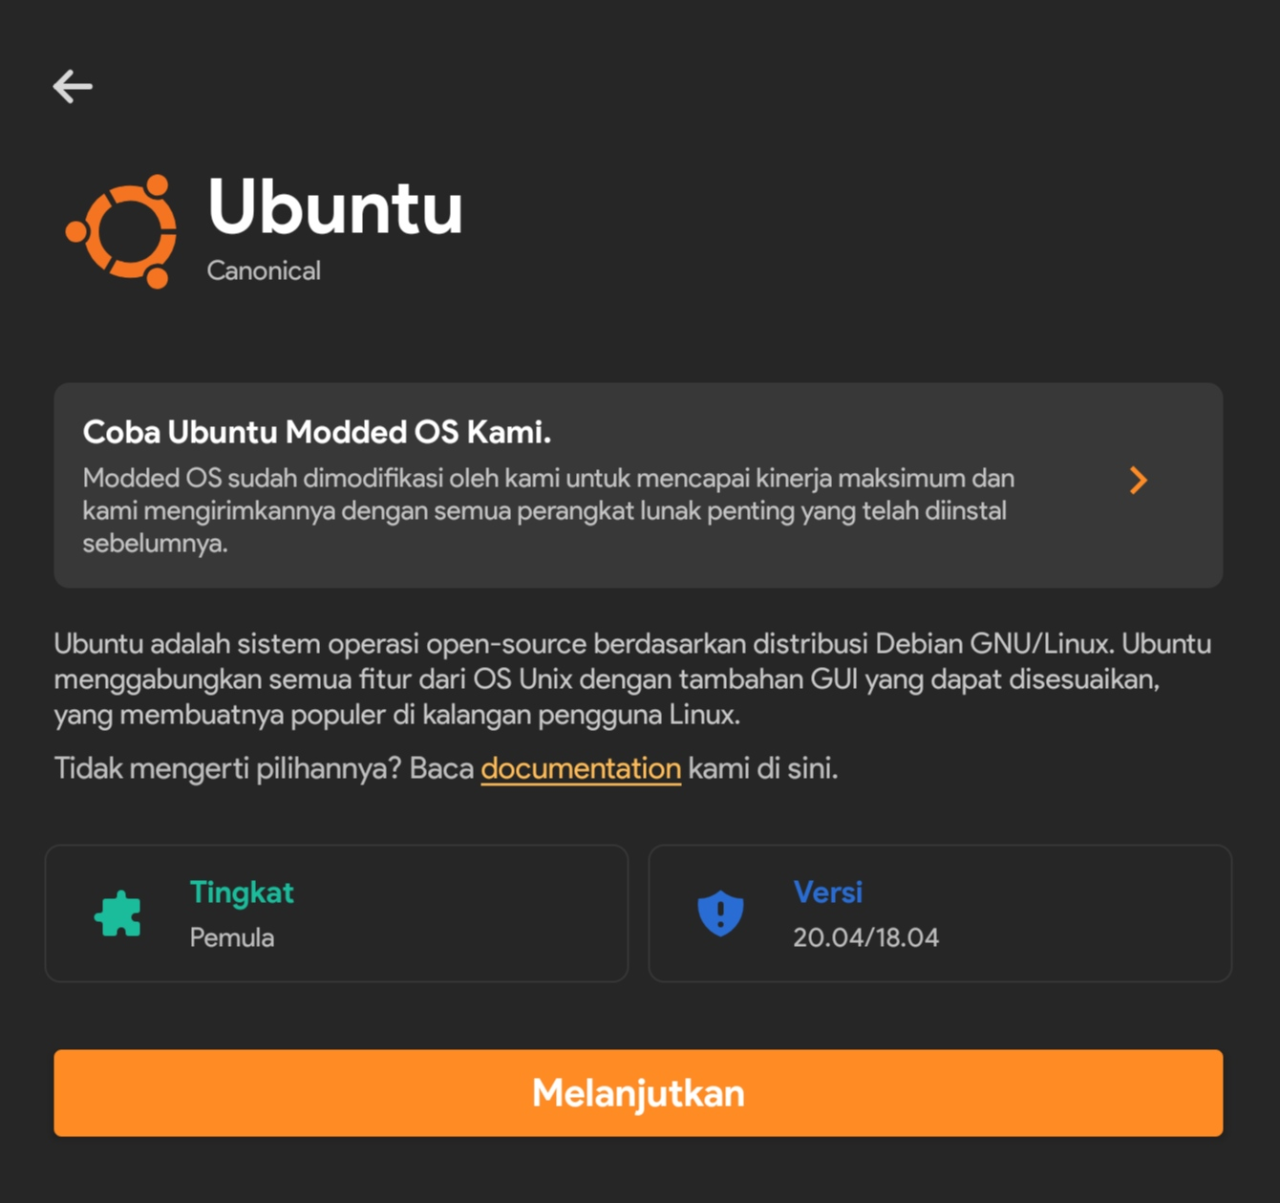 Ubuntu
Canonical
Coba Ubuntu Modded OS Kami.
Modded OS sudah dimodifikasi oleh kami untuk mencapai kinerja maksimum dan
kami mengirimkannya dengan semua perangkat lunak penting yang telah diinstal
sebelumnya.
Ubuntu adalah sistem operasi open-source berdasarkan distribusi Debian GNU/Linux. Ubuntu
menggabungkan semua fitur dari OS Unix dengan tambahan GUI yang dapat disesuaikan,
yang membuatnya populer di kalangan pengguna Linux.
Tidak mengerti pilihannya? Baca documentation kami di sini.
Tingkat
Pemula
Versi
20.04/18.04
Melanjutkan